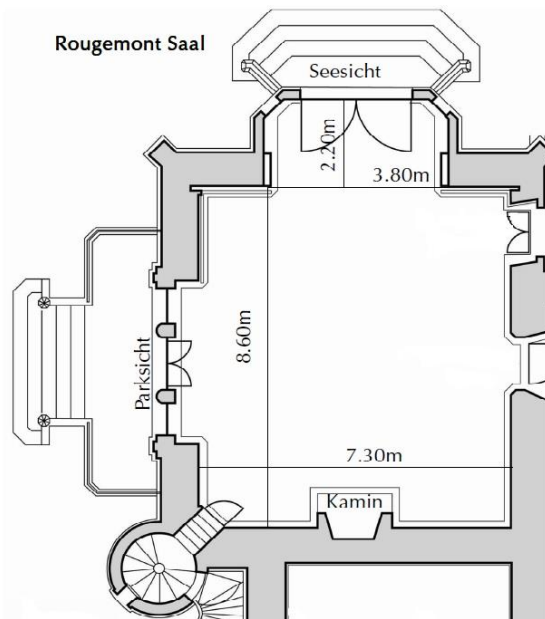 Rougemont Saal
Seesicht
2.20m
3.80m
8.60m
Parksicht
7.30m
Kamin